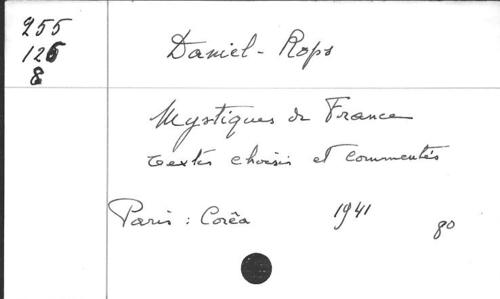 255
126
8
Daniel-Rops
Mystiques de France
textes choisis et commentés
Paris : Corêa 1941 8o